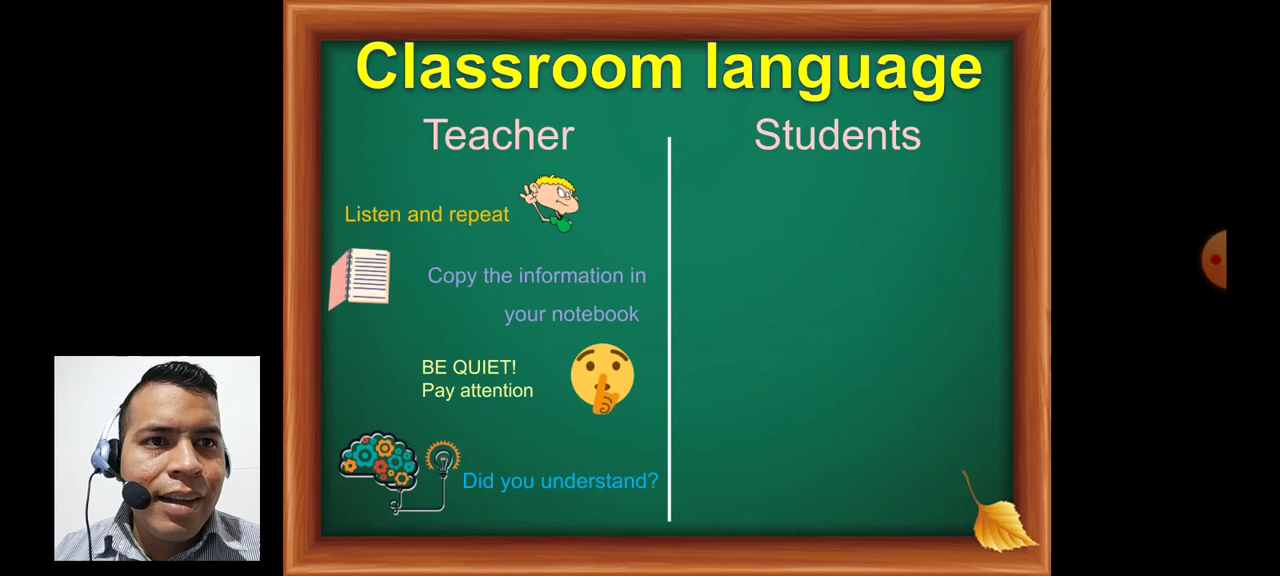 Classroom language
Teacher
Students
Listen and repeat
Copy the information in
your notebook
BE QUIET!
Pay attention
Did you understand?